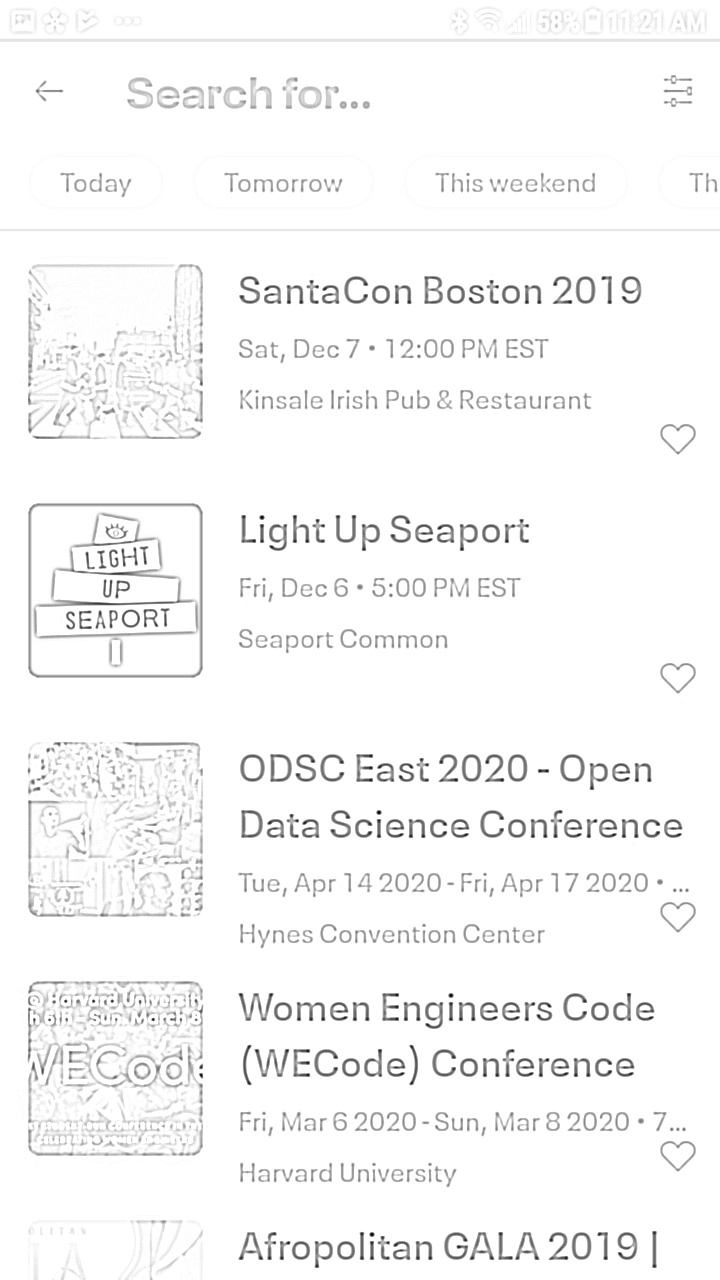 58% 11:21 AM
Search for...
Today
Tomorrow
This weekend
Th
SantaCon Boston 2019
Sat, Dec 7 • 12:00 PM EST
Kinsale Irish Pub & Restaurant
LIGHT
UP
SEAPORT
Light Up Seaport
Fri, Dec 6 • 5:00 PM EST
Seaport Common
ODSC East 2020 - Open
Data Science Conference
Tue, Apr 14 2020 - Fri, Apr 17 2020 • ...
Hynes Convention Center
@ Harvard University
h 6th - Sun. March 8
WECode
Women Engineers Code
(WECode) Conference
Fri, Mar 6 2020 - Sun, Mar 8 2020 • 7...
Harvard University
OLITAN
LA
Afropolitan GALA 2019 |